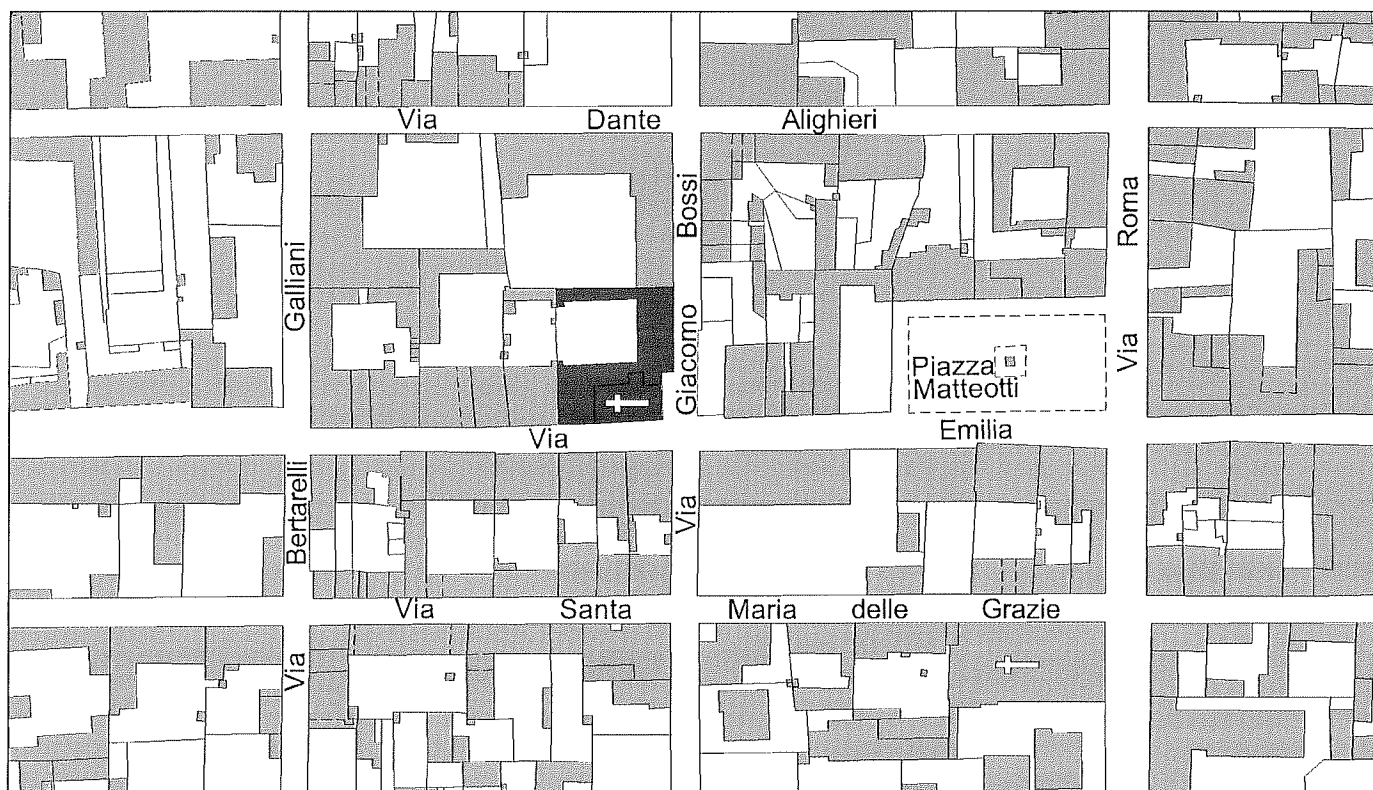 Via Dante Alighieri
Via Bertarelli Galliani
Via Giacomo Bossi
Via Roma
Piazza
Matteotti
Via Emilia
Via Santa Maria delle Grazie